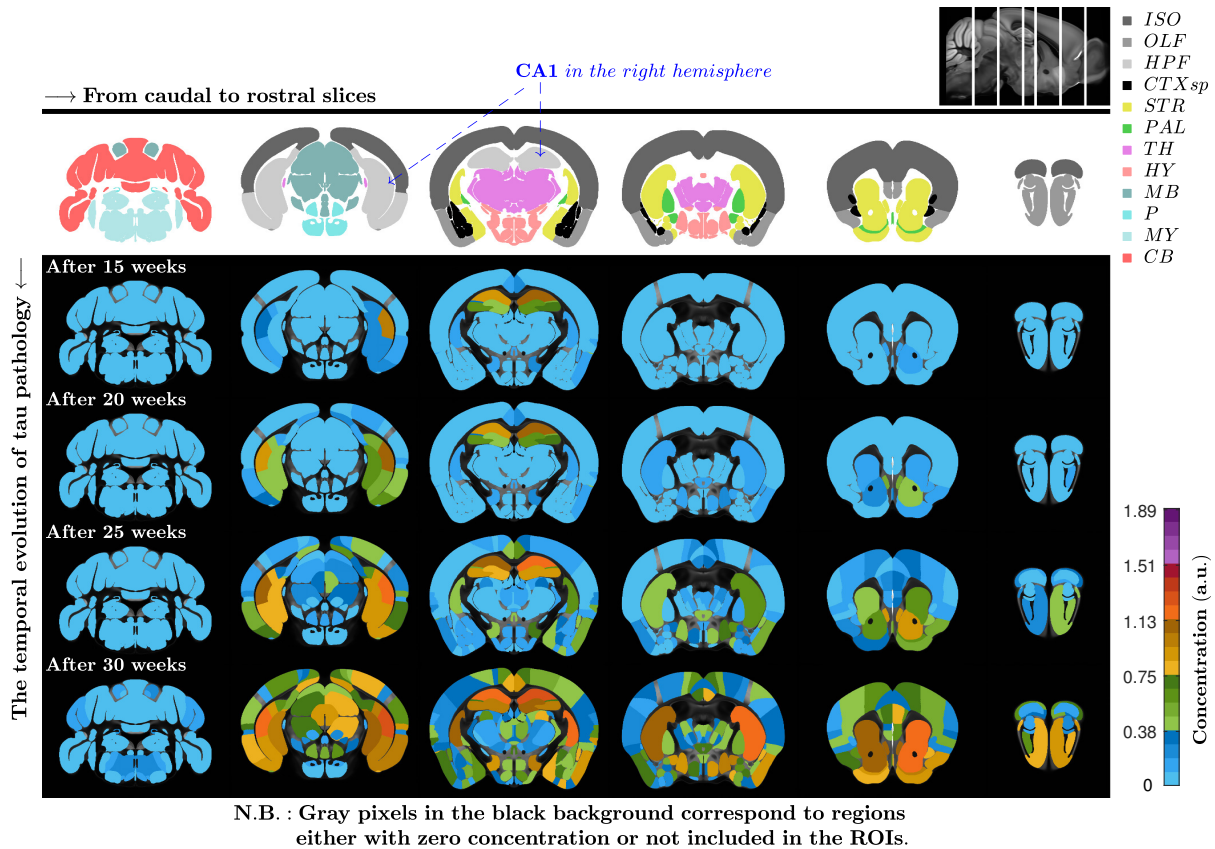 CA1 in the right hemisphere
⟶ From caudal to rostral slices
ISO
OLF
HPF
CTXsp
STR
PAL
TH
HY
MB
P
MY
CB
The temporal evolution of tau pathology ⟵
After 15 weeks
After 20 weeks
After 25 weeks
After 30 weeks
1.89
1.51
1.13
0.75
0.38
0
Concentration (a.u.)
N.B. : Gray pixels in the black background correspond to regions
either with zero concentration or not included in the ROIs.